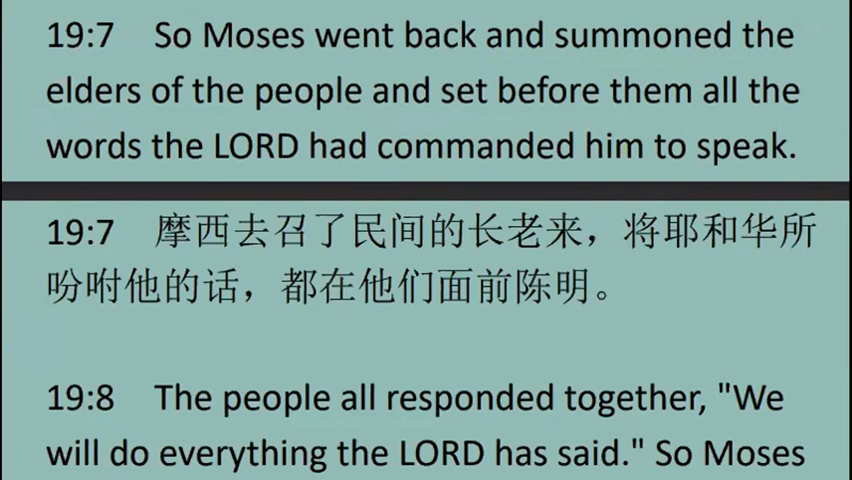 19:7 So Moses went back and summoned the
elders of the people and set before them all the
words the LORD had commanded him to speak.
19:7 摩西去召了民间的长老来，将耶和华所
吩咐他的话，都在他们面前陈明。
19:8 The people all responded together, "We
will do everything the LORD has said." So Moses